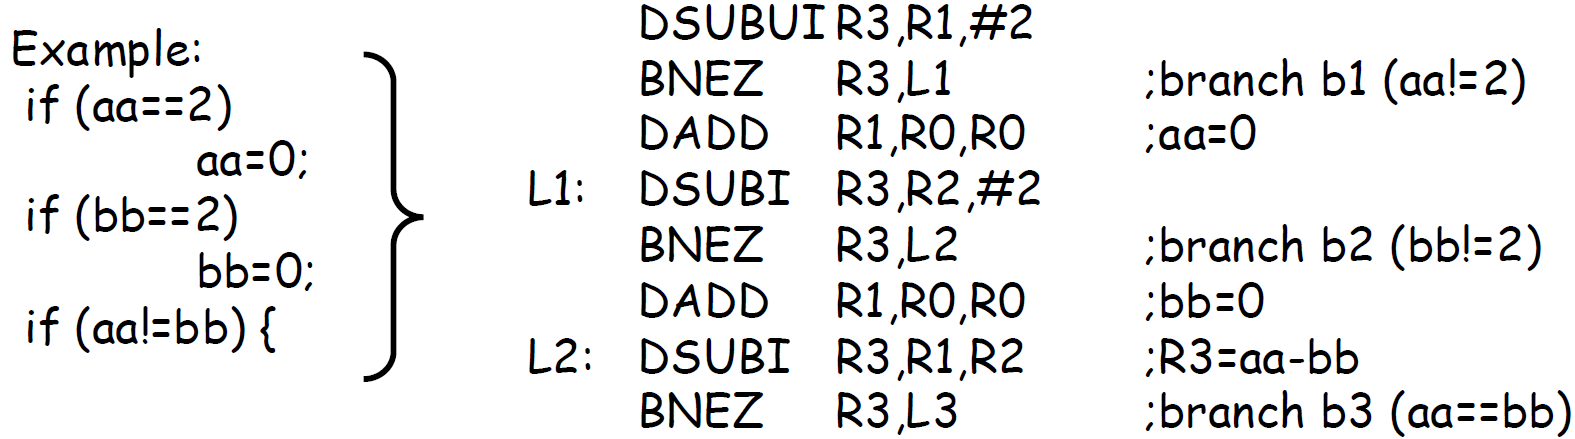 Example:
if (aa==2)
aa=0;
if (bb==2)
bb=0;
if (aa!=bb) {
DSUBUI R3,R1,#2
BNEZ R3,L1 ;branch b1 (aa!=2)
DADD R1,R0,R0 ;aa=0
L1: DSUBI R3,R2,#2
BNEZ R3,L2 ;branch b2 (bb!=2)
DADD R1,R0,R0 ;bb=0
L2: DSUBI R3,R1,R2 ;R3=aa-bb
BNEZ R3,L3 ;branch b3 (aa==bb)